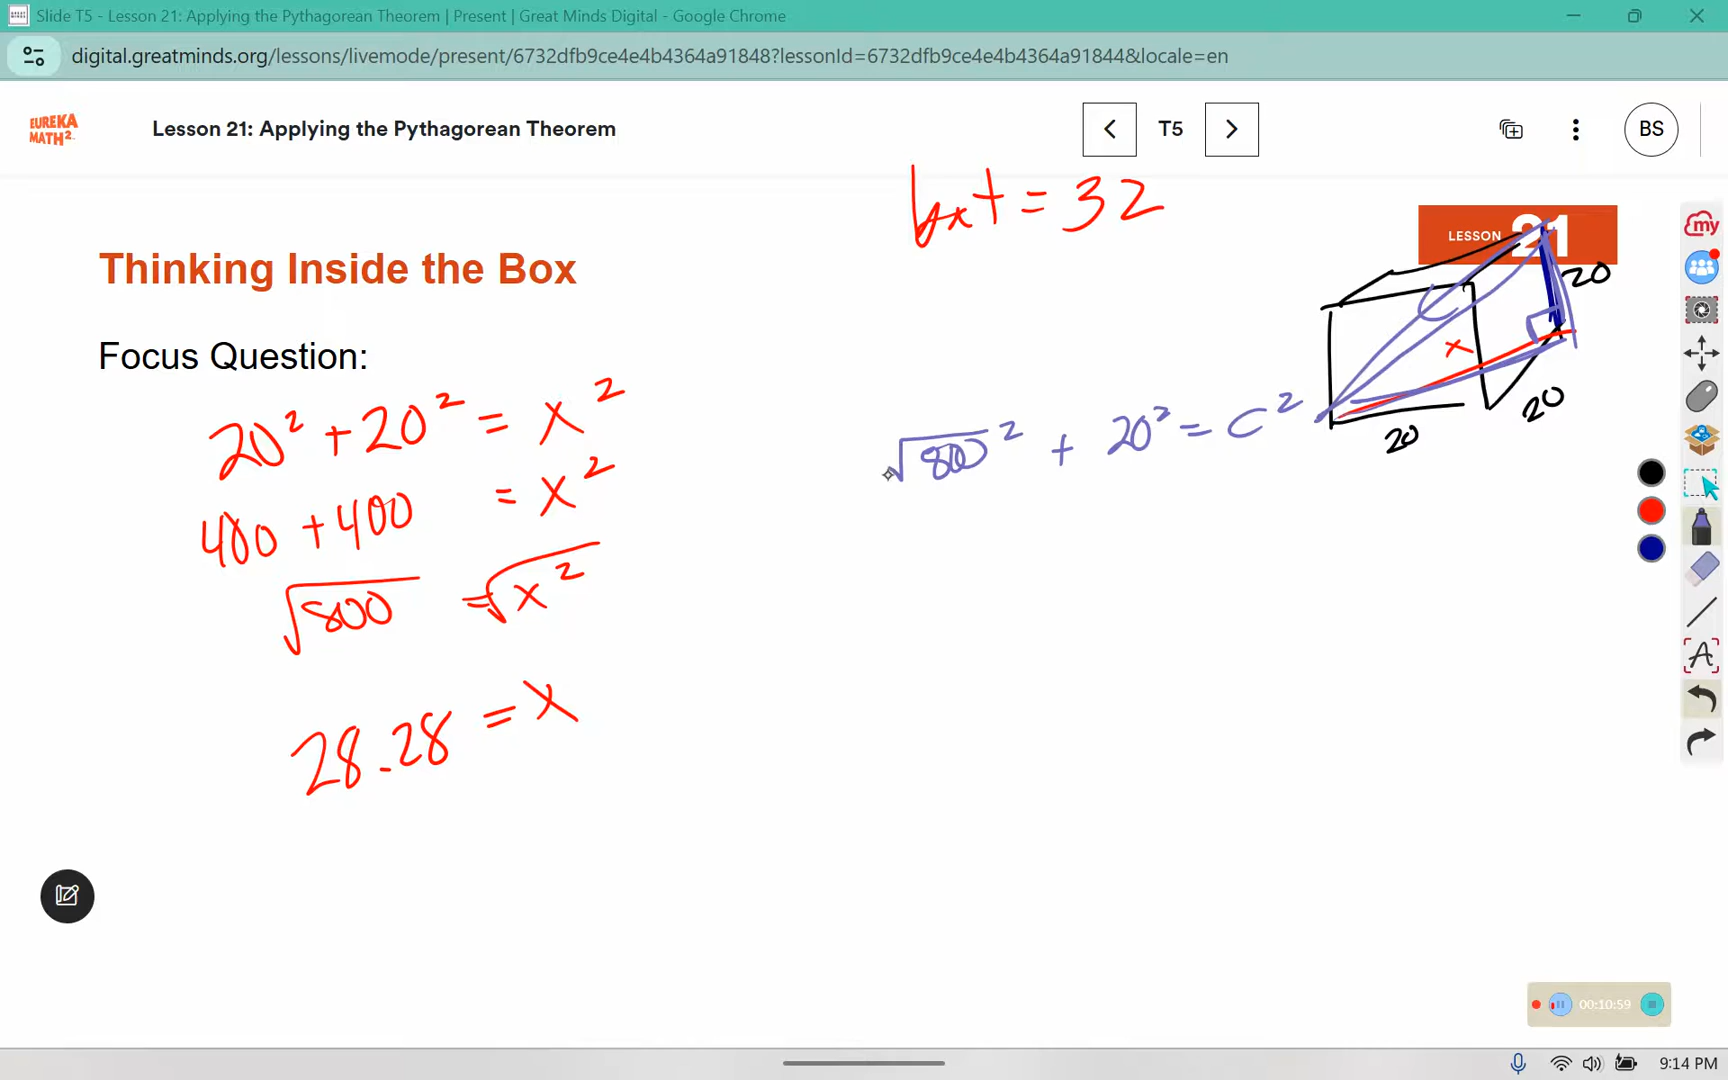 Slide T5 - Lesson 21: Applying the Pythagorean Theorem | Present | Great Minds Digital - Google Chrome
digital.greatminds.org/lessons/livemode/present/6732dfb9ce4e4b4364a91848?lessonId=6732dfb9ce4e4b4364a91844&locale=en
EUREKA
MATH²
Lesson 21: Applying the Pythagorean Theorem
T5
BS
bxt = 32
LESSON 21
Thinking Inside the Box
20
Focus Question:
x
20
20
20² + 20² = x²
√800² + 20² = c²
400 + 400 = x²
√800 = √x²
28.28 = x
my
A
00:10:59
9:14 PM